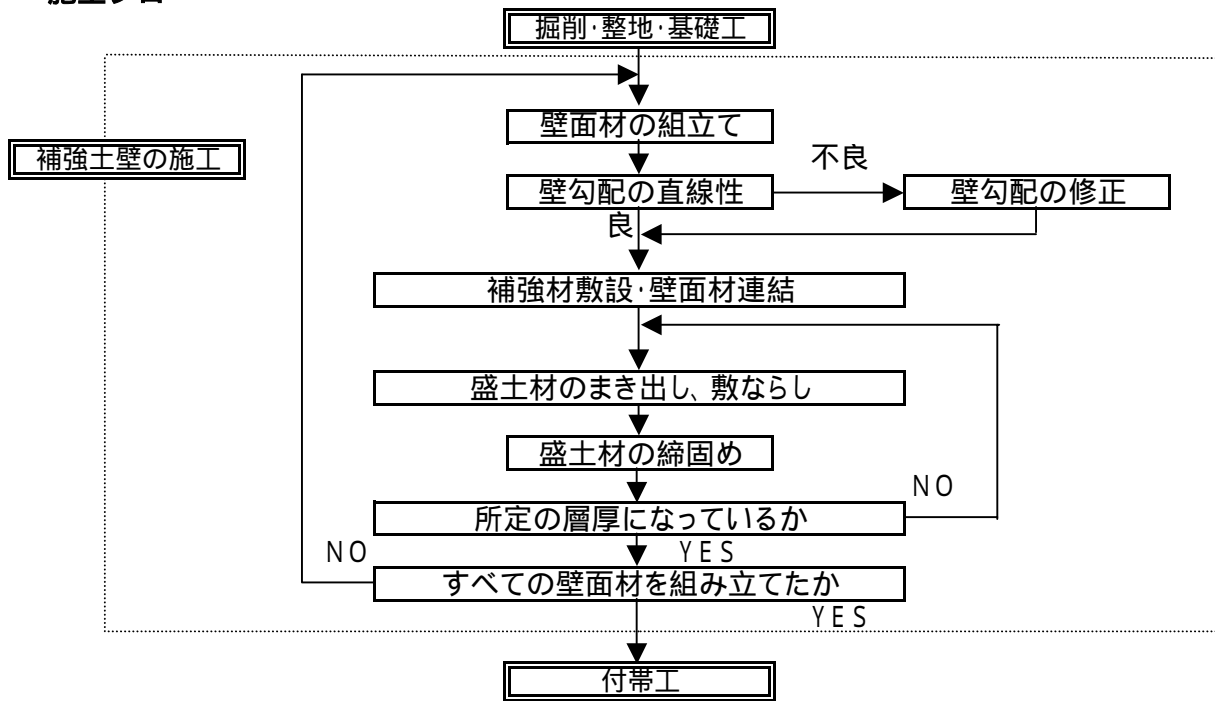 掘削·整地·基礎工
壁面材の組立て
補強土壁の施工
不良
壁勾配の直線性
壁勾配の修正
良
補強材敷設·壁面材連結
盛土材のまき出し、敷ならし
盛土材の締固め
NO
所定の層厚になっているか
NO
YES
すべての壁面材を組み立てたか
YES
付帯工